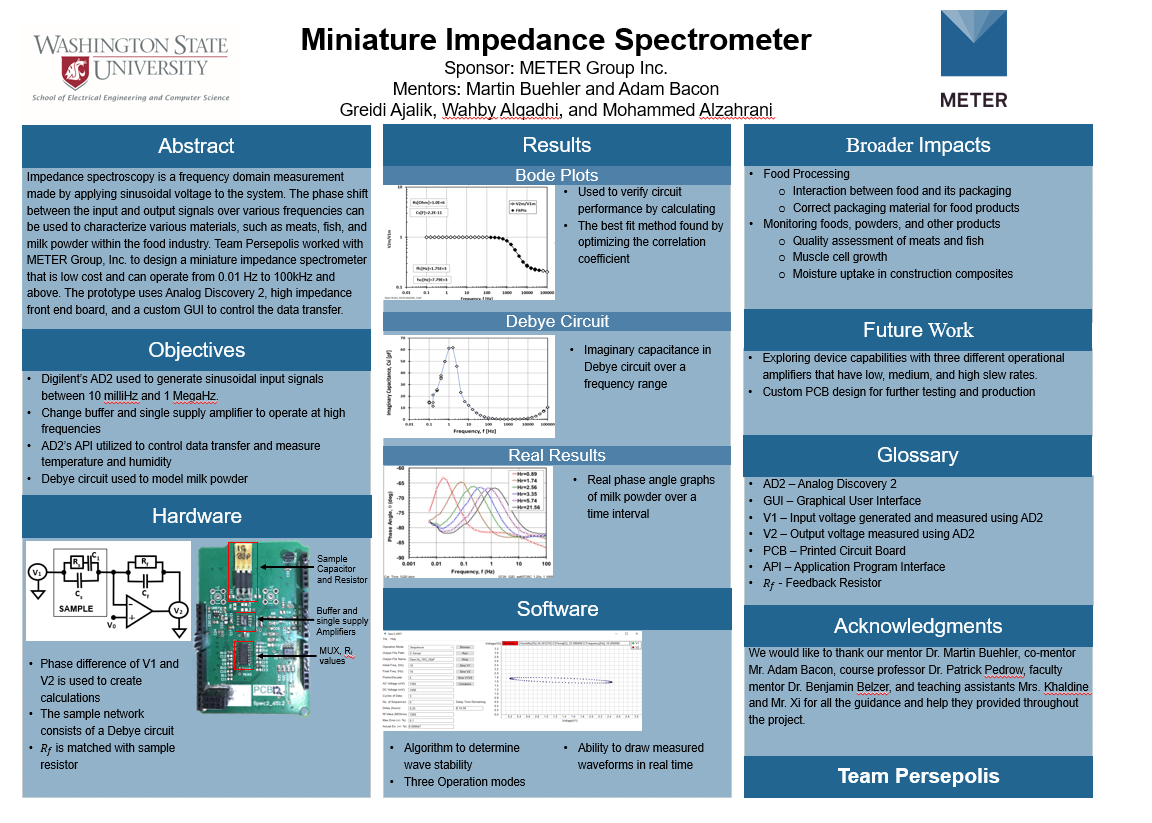 WASHINGTON STATE
UNIVERSITY
School of Electrical Engineering and Computer Science
Miniature Impedance Spectrometer
Sponsor: METER Group Inc.
Mentors: Martin Buehler and Adam Bacon
Greidi Ajalik, Wahby Alqadhi, and Mohammed Alzahrani
METER
Abstract
Impedance spectroscopy is a frequency domain measurement
made by applying sinusoidal voltage to the system. The phase shift
between the input and output signals over various frequencies can
be used to characterize various materials, such as meats, fish, and
milk powder within the food industry. Team Persepolis worked with
METER Group, Inc. to design a miniature impedance spectrometer
that is low cost and can operate from 0.01 Hz to 100kHz and
above. The prototype uses Analog Discovery 2, high impedance
front end board, and a custom GUI to control the data transfer.
Objectives
• Digilent's AD2 used to generate sinusoidal input signals
between 10 milliHz and 1 MegaHz.
• Change buffer and single supply amplifier to operate at high
frequencies
• AD2's API utilized to control data transfer and measure
temperature and humidity
• Debye circuit used to model milk powder
Hardware
V1
SAMPLE
V0
V2
Sample
Capacitor
and Resistor
Buffer and
single supply
Amplifiers
MUX, Rf
values
PCB
Spec2_4512
• Phase difference of V1 and
V2 is used to create
calculations
• The sample network
consists of a Debye circuit
• Rf is matched with sample
resistor
Results
Bode Plots
V2m/V1m
Frequency, f [Hz]
• Used to verify circuit
performance by calculating
• The best fit method found by
optimizing the correlation
coefficient
Debye Circuit
Imaginary Capacitance, Csi [pF]
Frequency, f [Hz]
• Imaginary capacitance in
Debye circuit over a
frequency range
Real Results
Phase Angle, θ (deg)
Hr=0.89
Hr=1.74
Hr=2.56
Hr=3.35
Hr=5.74
Hr=21.56
Frequency, f (Hz)
• Real phase angle graphs
of milk powder over a
time interval
Software
• Algorithm to determine
wave stability
• Three Operation modes
• Ability to draw measured
waveforms in real time
Broader Impacts
• Food Processing
o Interaction between food and its packaging
o Correct packaging material for food products
• Monitoring foods, powders, and other products
o Quality assessment of meats and fish
o Muscle cell growth
o Moisture uptake in construction composites
Future Work
• Exploring device capabilities with three different operational
amplifiers that have low, medium, and high slew rates.
• Custom PCB design for further testing and production
Glossary
• AD2 – Analog Discovery 2
• GUI – Graphical User Interface
• V1 – Input voltage generated and measured using AD2
• V2 – Output voltage measured using AD2
• PCB – Printed Circuit Board
• API – Application Program Interface
• Rf - Feedback Resistor
Acknowledgments
We would like to thank our mentor Dr. Martin Buehler, co-mentor
Mr. Adam Bacon, course professor Dr. Patrick Pedrow, faculty
mentor Dr. Benjamin Belzer, and teaching assistants Mrs. Khaldine
and Mr. Xi for all the guidance and help they provided throughout
the project.
Team Persepolis